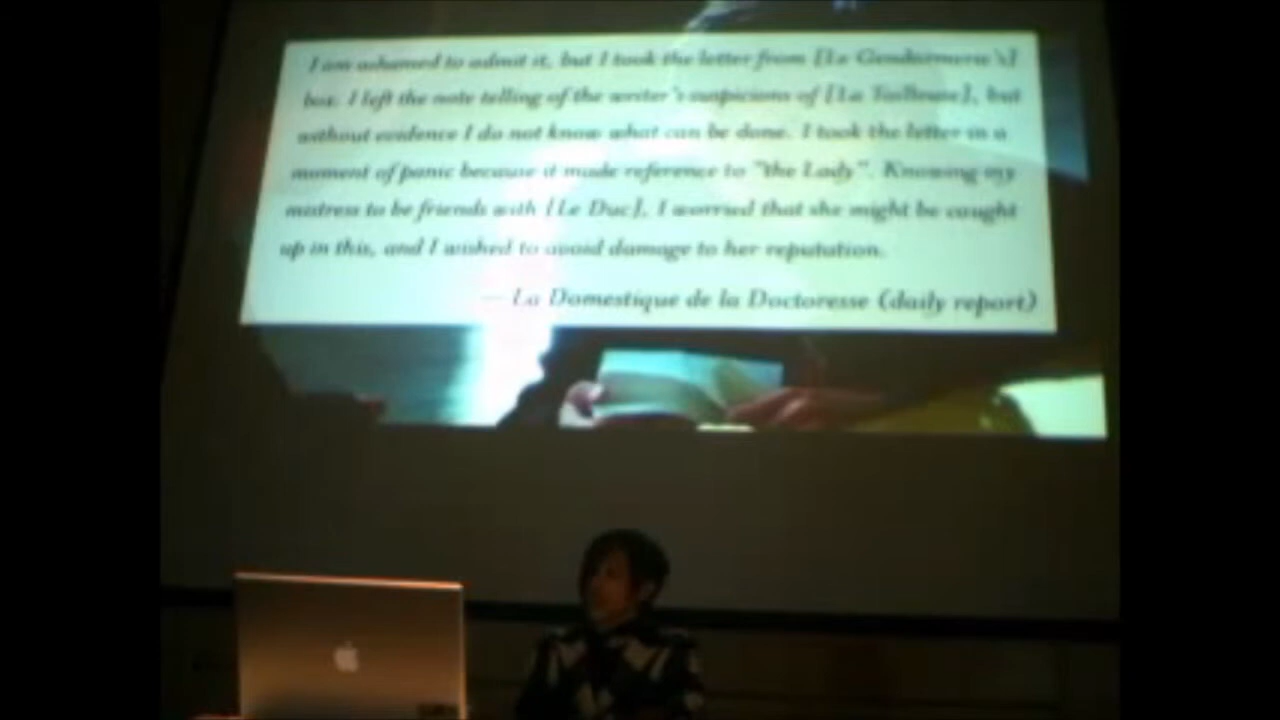 I am ashamed to admit it, but I took the letter from [Le Gendarmerie's]
box. I left the note telling of the writer's suspicions of [La], but
without evidence I do not know what can be done. I took the letter in a
moment of panic because it made reference to "the Lady". Knowing my
mistress to be friends with [Le Duc], I worried that she might be caught
up in this, and I wished to avoid damage to her reputation.
— La Domestique de la Doctoresse (daily report)